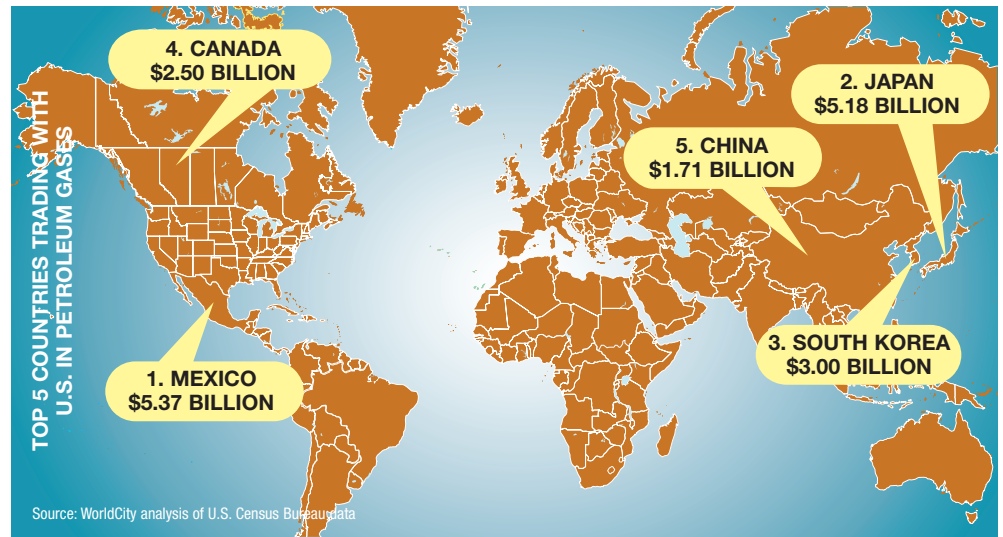 TOP 5 COUNTRIES TRADING WITH
U.S. IN PETROLEUM GASES
4. CANADA
$2.50 BILLION
2. JAPAN
$5.18 BILLION
5. CHINA
$1.71 BILLION
3. SOUTH KOREA
$3.00 BILLION
1. MEXICO
$5.37 BILLION
Source: WorldCity analysis of U.S. Census Bureau data